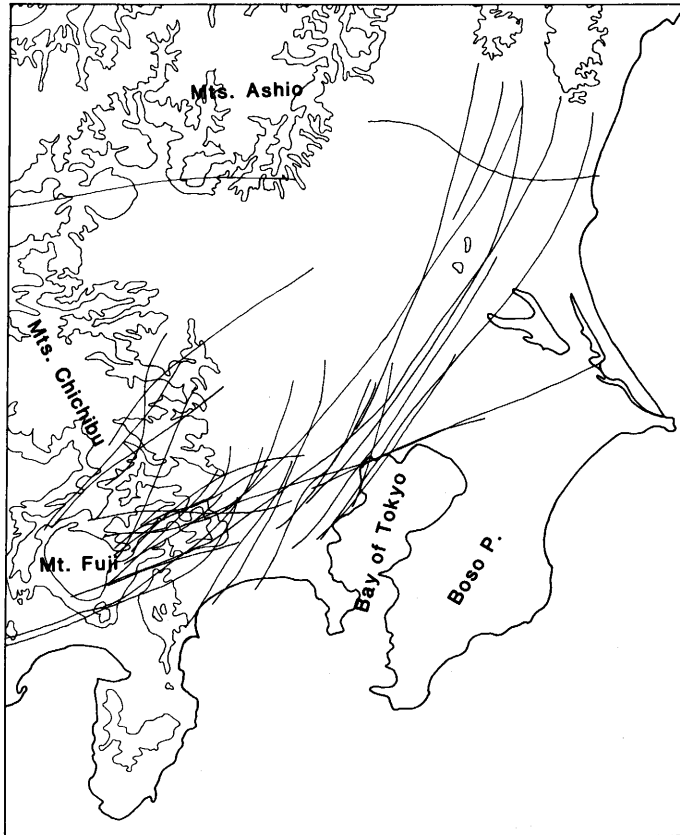 Mts. Ashio
Mts. Chichibu
Mt. Fuji
Bay of Tokyo
Boso P.